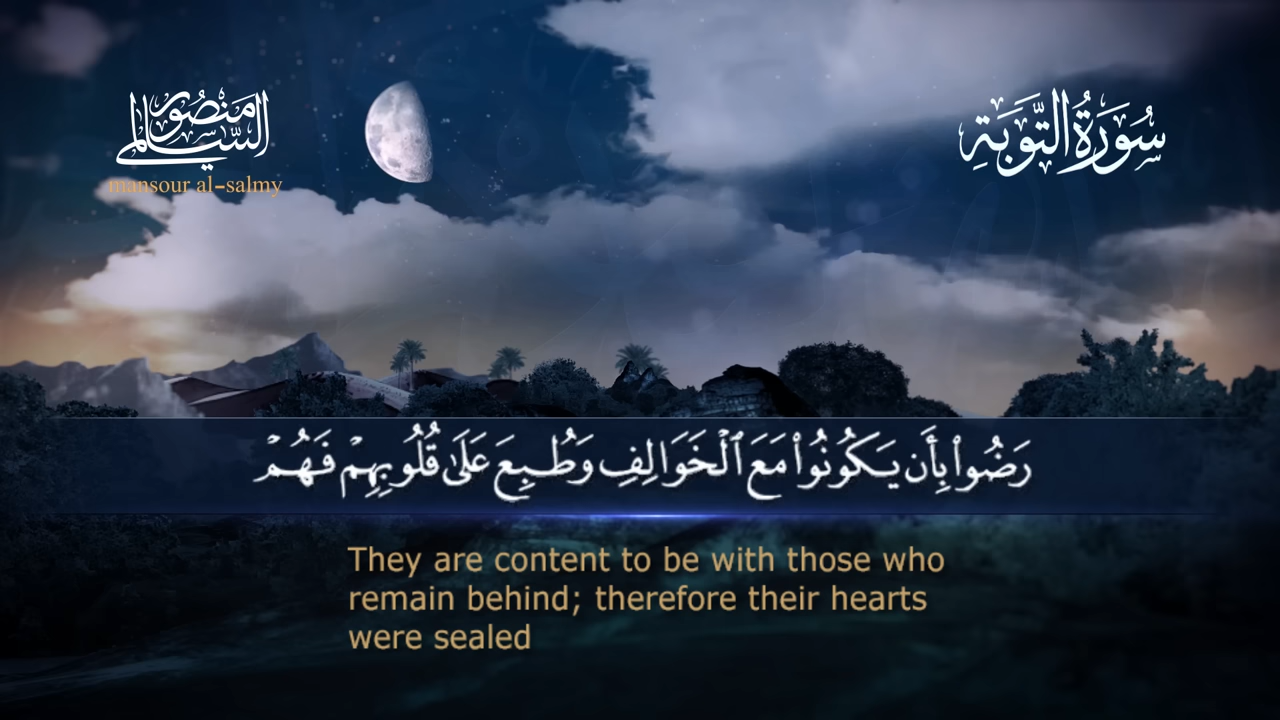 منصور السالمي
mansour al-salmy
سُورَةُ التَّوْبَةِ
رَضُوا۟ بِأَن يَكُونُوا۟ مَعَ ٱلْخَوَالِفِ وَطُبِعَ عَلَىٰ قُلُوبِهِمْ فَهُمْ
They are content to be with those who
remain behind; therefore their hearts
were sealed